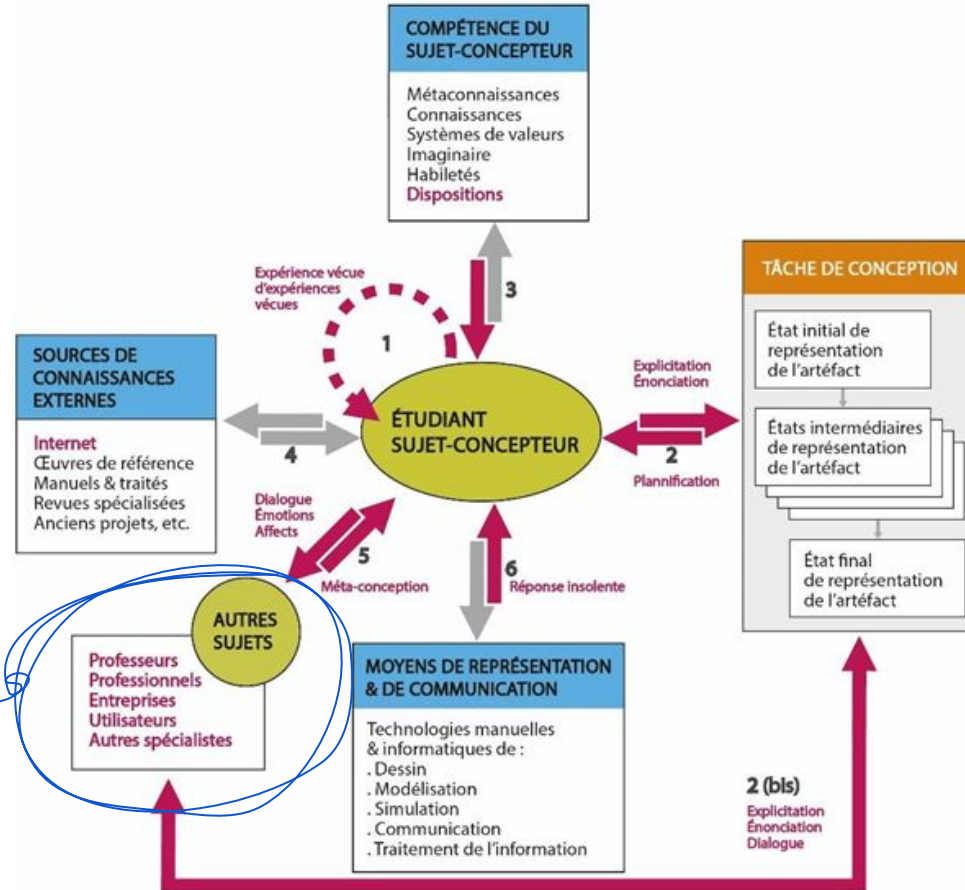 COMPÉTENCE DU
SUJET-CONCEPTEUR
Métaconnaissances
Connaissances
Systèmes de valeurs
Imaginaire
Habiletés
Dispositions
Expérience vécue
d'expériences
vécues
1
3
SOURCES DE
CONNAISSANCES
EXTERNES
Internet
Œuvres de référence
Manuels & traités
Revues spécialisées
Anciens projets, etc.
4
ÉTUDIANT
SUJET-CONCEPTEUR
Explicitation
Énonciation
2
Plannification
TÂCHE DE CONCEPTION
État initial de
représentation
de l'artéfact
États intermédiaires
de représentation
de l'artéfact
État final
de représentation
de l'artéfact
Dialogue
Émotions
Affects
5
Méta-conception
6
Réponse insolente
AUTRES
SUJETS
Professeurs
Professionnels
Entreprises
Utilisateurs
Autres spécialistes
MOYENS DE REPRÉSENTATION
& DE COMMUNICATION
Technologies manuelles
& informatiques de :
. Dessin
. Modélisation
. Simulation
. Communication
. Traitement de l'information
2 (bis)
Explicitation
Énonciation
Dialogue